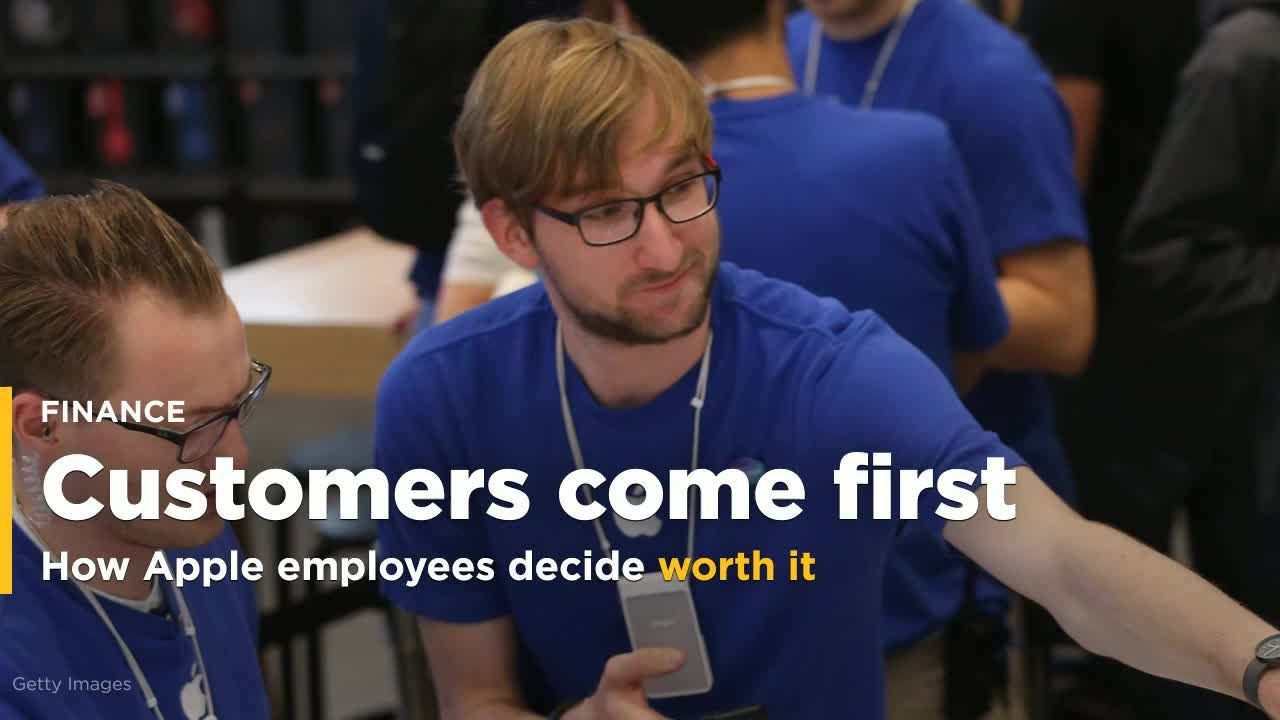 FINANCE
Customers come first
How Apple employees decide worth it
Getty Images